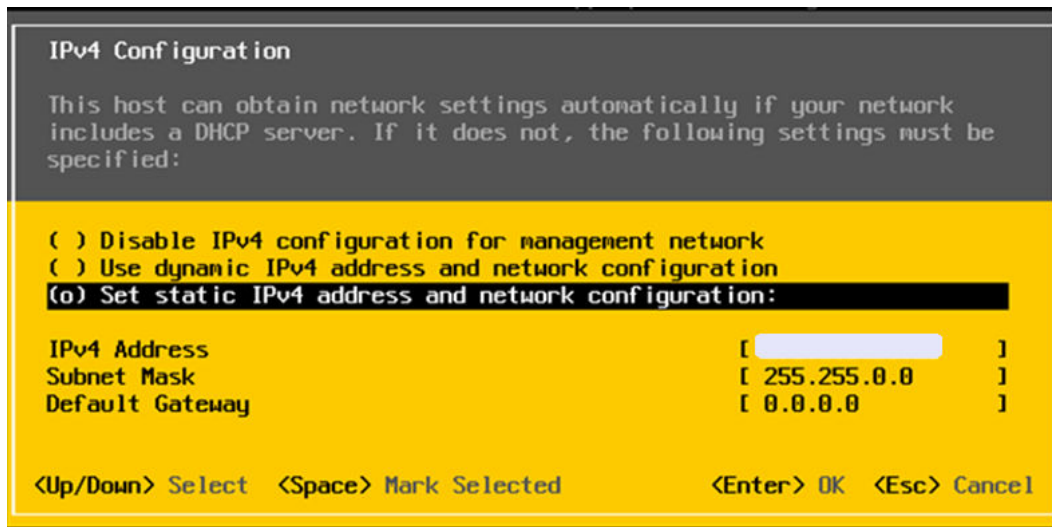 IPv4 Configuration
This host can obtain network settings automatically if your network
includes a DHCP server. If it does not, the following settings must be
specified:
( ) Disable IPv4 configuration for management network
( ) Use dynamic IPv4 address and network configuration
(o) Set static IPv4 address and network configuration:
IPv4 Address [ ]
Subnet Mask [ 255.255.0.0 ]
Default Gateway [ 0.0.0.0 ]
<Up/Down> Select <Space> Mark Selected <Enter> OK <Esc> Cancel